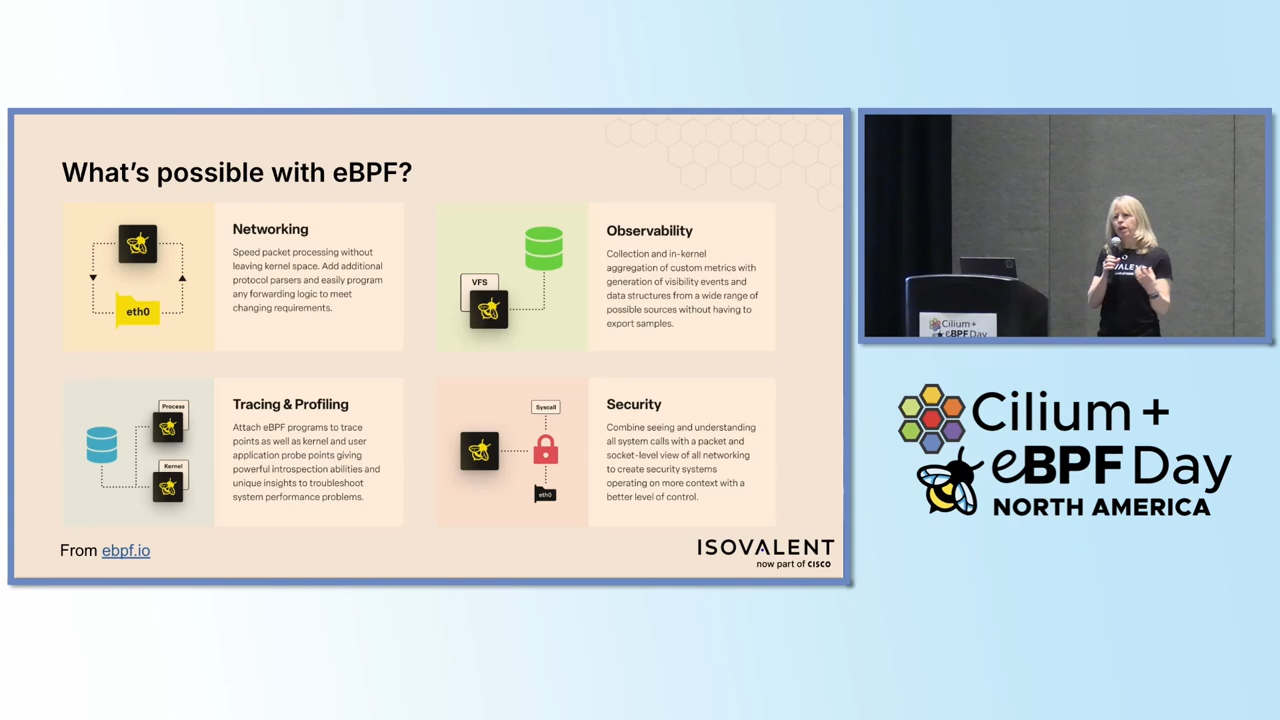 What's possible with eBPF?
Networking
Speed packet processing without
leaving kernel space. Add additional
protocol parsers and easily program
any forwarding logic to meet
changing requirements.
eth0
Observability
Collection and in-kernel
aggregation of custom metrics with
generation of visibility events and
data structures from a wide range of
possible sources without having to
export samples.
VFS
Tracing & Profiling
Attach eBPF programs to trace
points as well as kernel and user
application probe points giving
powerful introspection abilities and
unique insights to troubleshoot
system performance problems.
Process
Kernel
Security
Combine seeing and understanding
all system calls with a packet and
socket-level view of all networking
to create security systems
operating on more context with a
better level of control.
Syscall
eth0
From ebpf.io
ISOVALENT
now part of CISCO
VALENT
Cilium +
eBPF Day
Cilium +
eBPF Day
NORTH AMERICA